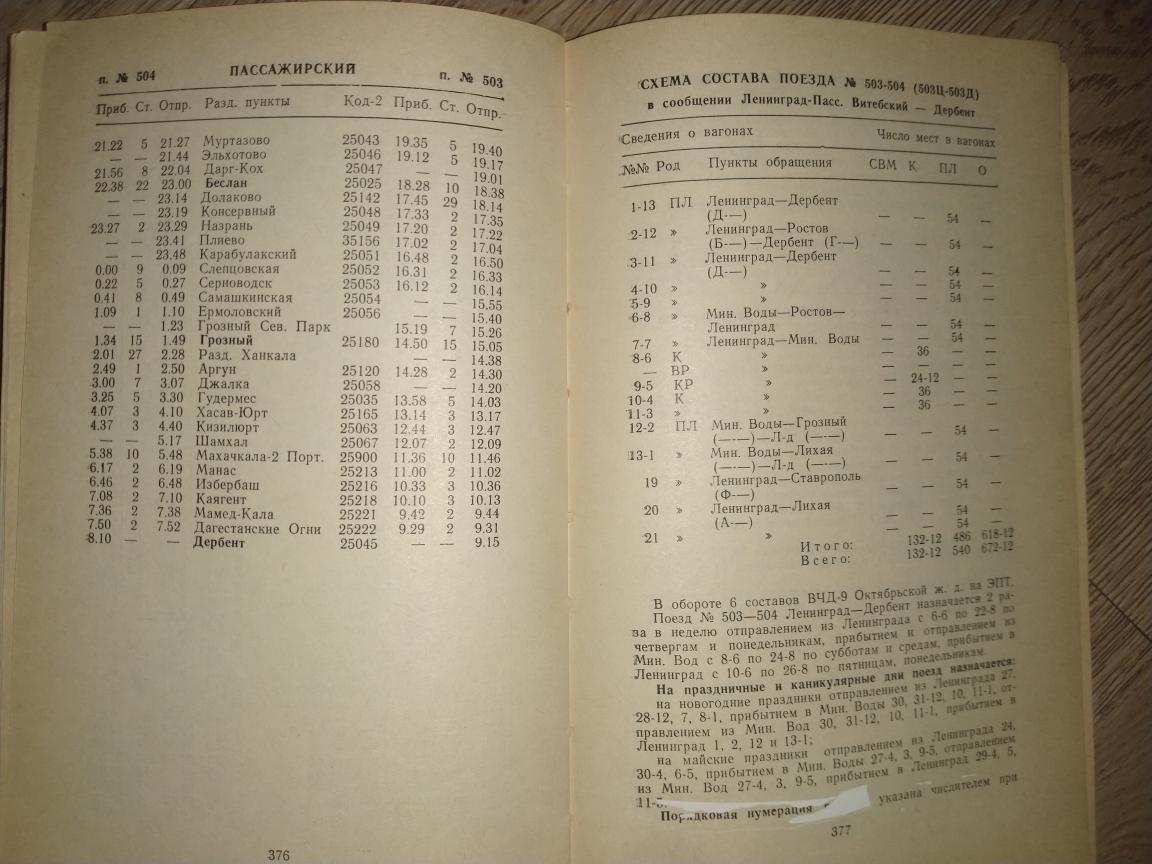 п. № 504 ПАССАЖИРСКИЙ п. № 503
Приб. Ст. Отпр. Разд. пункты Код-2 Приб. Ст. Отпр.
21.22 5 21.27 Муртазово 25043 19.35 5 19.40
— — 21.44 Эльхотово 25046 19.12 5 19.17
21.56 8 22.04 Дарг-Кох 25047 — — 19.01
22.38 22 23.00 Беслан 25025 18.28 10 18.38
— — 23.14 Долаково 25142 17.45 29 18.14
— — 23.19 Консервный 25048 17.33 2 17.35
23.27 2 23.29 Назрань 25049 17.20 2 17.22
— — 23.41 Плиево 35156 17.02 2 17.04
— — 23.48 Карабулакский 25051 16.48 2 16.50
0.00 9 0.09 Слепцовская 25052 16.31 2 16.33
0.22 5 0.27 Серноводск 25053 16.12 2 16.14
0.41 8 0.49 Самашкинская 25054 — — 15.55
1.09 1 1.10 Ермоловский 25056 — — 15.40
— — 1.23 Грозный Сев. Парк 15.19 7 15.26
1.34 15 1.49 Грозный 25180 14.50 15 15.05
2.01 27 2.28 Разд. Ханкала — — 14.38
2.49 1 2.50 Аргун 25120 14.28 2 14.30
3.00 7 3.07 Джалка 25058 — — 14.20
3.25 5 3.30 Гудермес 25035 13.58 5 14.03
4.07 3 4.10 Хасав-Юрт 25165 13.14 3 13.17
4.37 3 4.40 Кизилюрт 25063 12.44 3 12.47
— — 5.17 Шамхал 25067 12.07 2 12.09
5.38 10 5.48 Махачкала-2 Порт. 25900 11.36 10 11.46
6.17 2 6.19 Манас 25213 11.00 2 11.02
6.46 2 6.48 Избербаш 25216 10.33 3 10.36
7.08 2 7.10 Каягент 25218 10.10 3 10.13
7.36 2 7.38 Мамед-Кала 25221 9.42 2 9.44
7.50 2 7.52 Дагестанские Огни 25222 9.29 2 9.31
8.10 — — Дербент 25045 — — 9.15
376
СХЕМА СОСТАВА ПОЕЗДА № 503-504 (503Ц-503Д)
в сообщении Ленинград-Пасс. Витебский — Дербент
Сведения о вагонах Число мест в вагонах
№№ Род Пункты обращения СВМ К ПЛ О
1-13 ПЛ Ленинград—Дербент
(Д-—) — — 54 —
2-12 » Ленинград—Ростов
(Б-—)—Дербент (Г-—) — — 54 —
3-11 » Ленинград—Дербент
(Д-—) — — 54 —
4-10 » » — — 54 —
5-9 » » — — 54 —
6-8 » Мин. Воды—Ростов—
Ленинград — — 54 —
7-7 » Ленинград—Мин. Воды — — 54 —
8-6 К » — 36 — —
— ВР » — — — —
9-5 КР » — 24-12 — —
10-4 К » — 36 — —
11-3 » » — 36 — —
12-2 ПЛ Мин. Воды—Грозный
(—-—)—Л-д (—-—) — — 54 —
13-1 » Мин. Воды—Лихая
(—-—)—Л-д (—-—) — — 54 —
19 » Ленинград—Ставрополь
(Ф-—) — — 54 —
20 » Ленинград—Лихая
(А-—) — — 54 —
21 » » — — 54 —
Итого: 132-12 486 618-12
Всего: 132-12 540 672-12
В обороте 6 составов ВЧД-9 Октябрьской ж. д. на ЭПТ.
Поезд № 503—504 Ленинград—Дербент назначается 2 ра-
за в неделю отправлением из Ленинграда с 6-6 по 22-8 по
четвергам и понедельникам, прибытием и отправлением из
Мин. Вод с 8-6 по 24-8 по субботам и средам, прибытием в
Ленинград с 10-6 по 26-8 по пятницам, понедельникам.
На праздничные и каникулярные дни поезд назначается:
на новогодние праздники отправлением из Ленинграда 27,
28-12, 7, 8-1, прибытием в Мин. Воды 30, 31-12, 10, 11-1, от-
правлением из Мин. Вод 30, 31-12, 10, 11-1, прибытием в
Ленинград 1, 2, 12 и 13-1;
на майские праздники отправлением из Ленинграда 24,
30-4, 6-5, прибытием в Мин. Воды 27-4, 3, 9-5, отправлением
из Мин. Вод 27-4, 3, 9-5, прибытием в Ленинград 29-4, 5,
11-5.
Порядковая нумерация указана числителем при
377